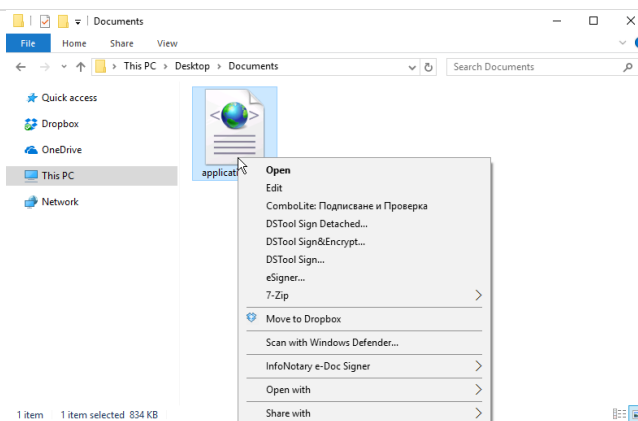 Documents
File Home Share View
This PC Desktop Documents
Search Documents
Quick access
Dropbox
OneDrive
This PC
Network
Open
Edit
ComboLite: Подписване и Проверка
DSTool Sign Detached...
DSTool Sign&Encrypt...
DSTool Sign...
eSigner...
7-Zip
Move to Dropbox
Scan with Windows Defender...
InfoNotary e-Doc Signer
Open with
Share with
1 item 1 item selected 834 KB